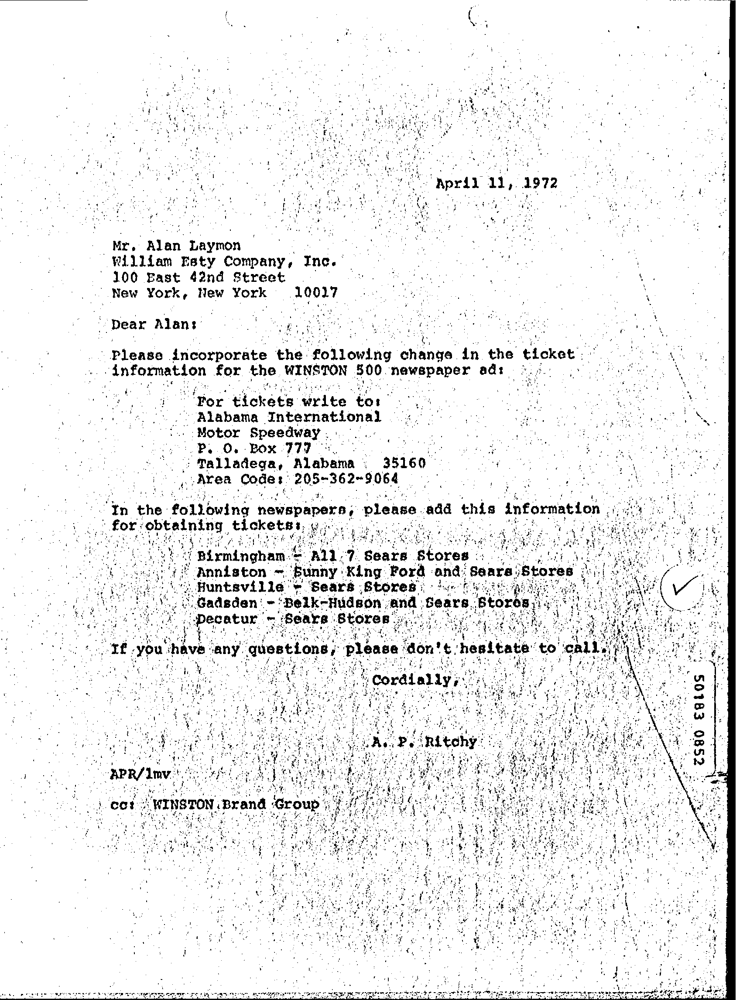 April 11, 1972
Mr. Alan Laymon
William Esty Company, Inc.
100 East 42nd Street
New York, New York 10017
Dear Alan:
Please incorporate the following change in the ticket
information for the WINSTON 500 newspaper ad:
For tickets write to:
Alabama International
Motor Speedway
P. O. Box 777
Talladega, Alabama 35160
Area Code: 205-362-9064
In the following newspapers, please add this information
for obtaining tickets:
Birmingham - All 7 Sears Stores
Anniston - Sunny King Ford and Sears Stores
Huntsville - Sears Stores
Gadsden - Belk-Hudson and Sears Stores
Decatur - Sears Stores
If you have any questions, please don't hesitate to call.
Cordially,
A. P. Ritchy
APR/lmv
cc: WINSTON Brand Group
50183 0852